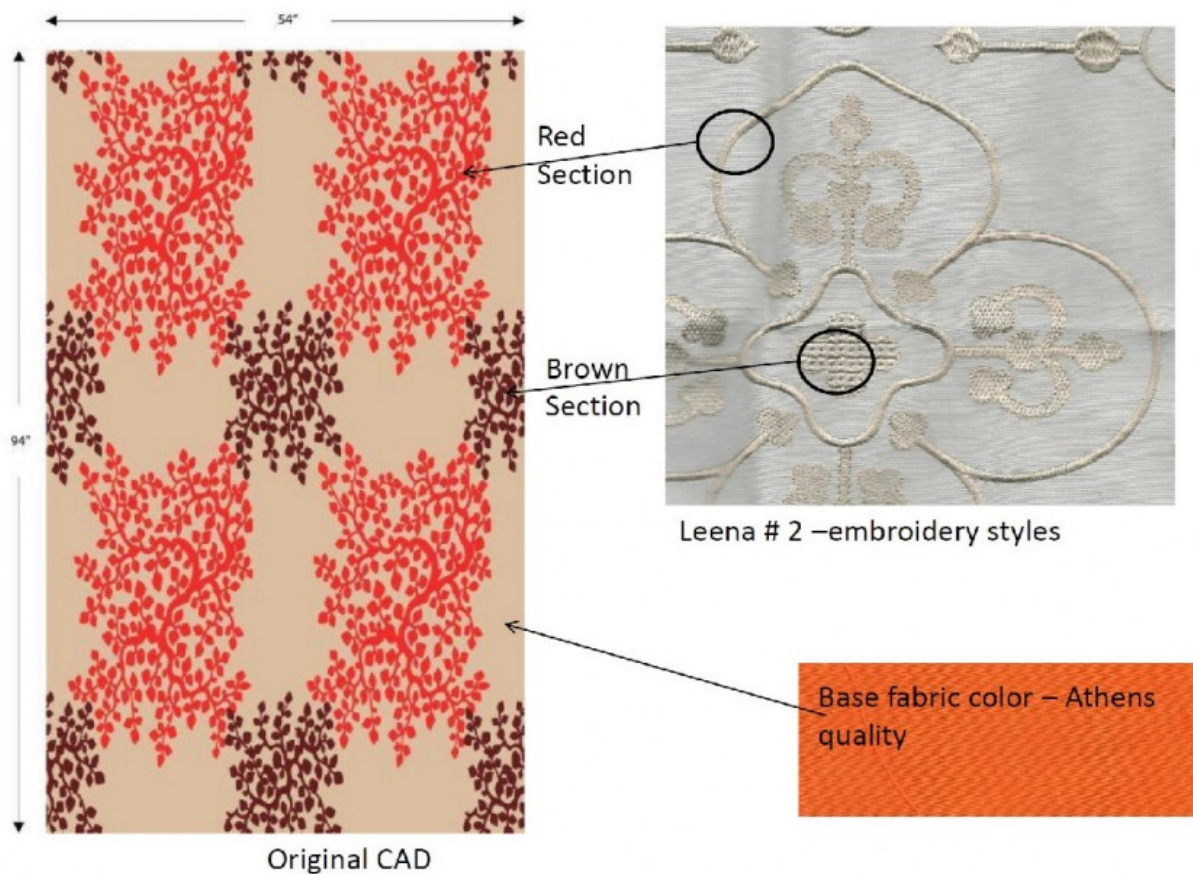 54"
94"
Red
Section
Brown
Section
Leena # 2 –embroidery styles
Base fabric color – Athens
quality
Original CAD